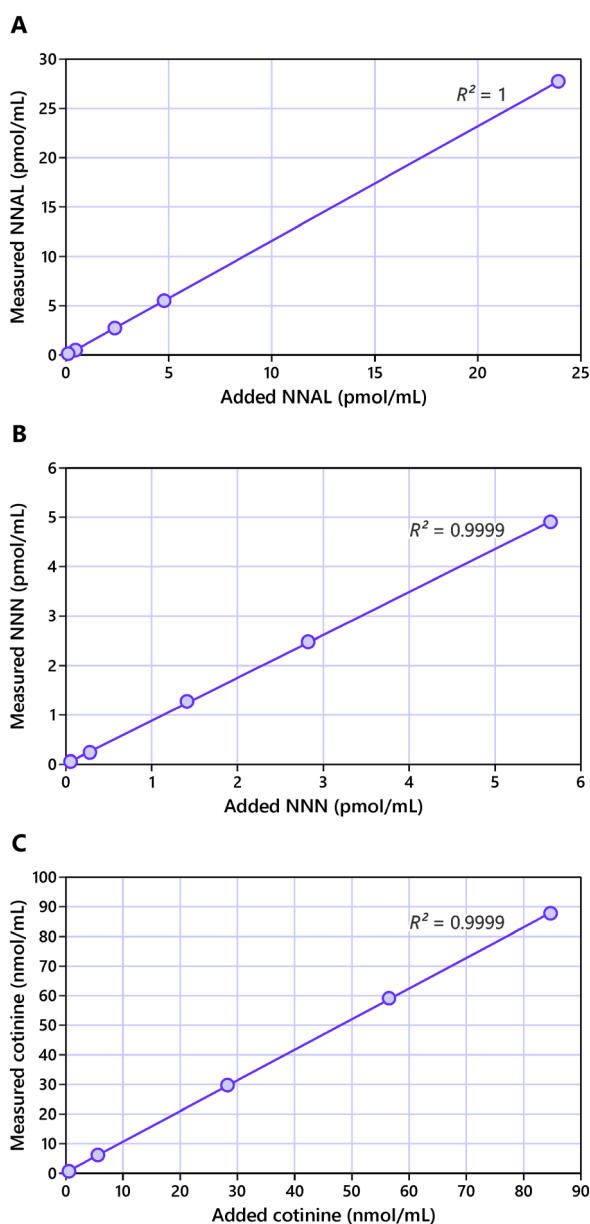 A
30
25
20
15
10
5
0
R² = 1
Measured NNAL (pmol/mL)
0 5 10 15 20 25
Added NNAL (pmol/mL)
B
6
5
4
3
2
1
0
R² = 0.9999
Measured NNN (pmol/mL)
0 1 2 3 4 5 6
Added NNN (pmol/mL)
C
100
90
80
70
60
50
40
30
20
10
0
R² = 0.9999
Measured cotinine (nmol/mL)
0 10 20 30 40 50 60 70 80 90
Added cotinine (nmol/mL)